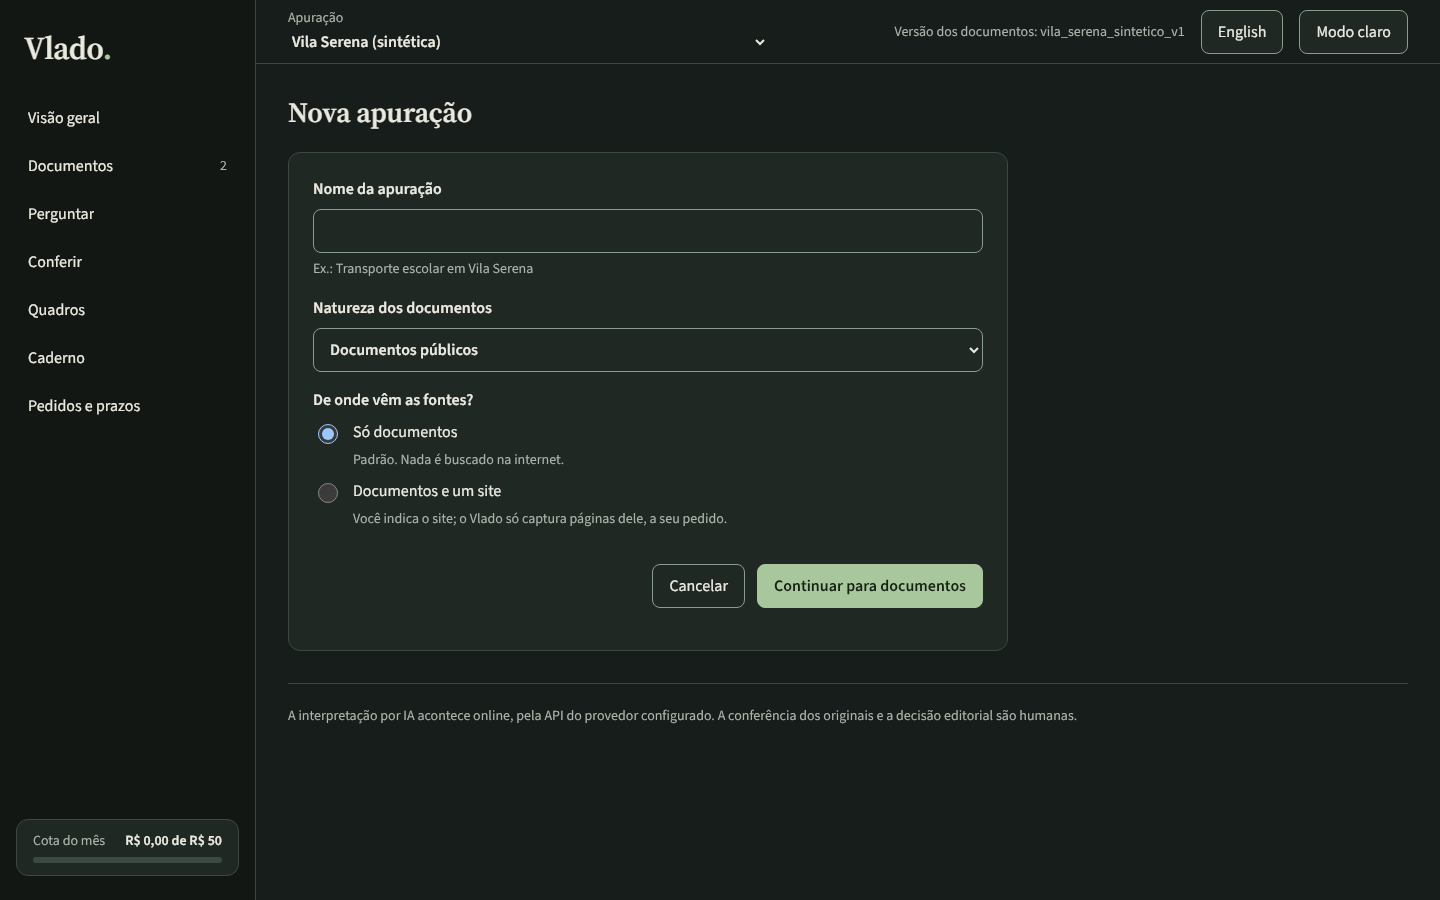 Vlado.
Visão geral
Documentos 2
Perguntar
Conferir
Quadros
Caderno
Pedidos e prazos
Cota do mês R$ 0,00 de R$ 50
Apuração
Vila Serena (sintética)
Versão dos documentos: vila_serena_sintetico_v1
English
Modo claro
Nova apuração
Nome da apuração
Ex.: Transporte escolar em Vila Serena
Natureza dos documentos
Documentos públicos
De onde vêm as fontes?
Só documentos
Padrão. Nada é buscado na internet.
Documentos e um site
Você indica o site; o Vlado só captura páginas dele, a seu pedido.
Cancelar
Continuar para documentos
A interpretação por IA acontece online, pela API do provedor configurado. A conferência dos originais e a decisão editorial são humanas.